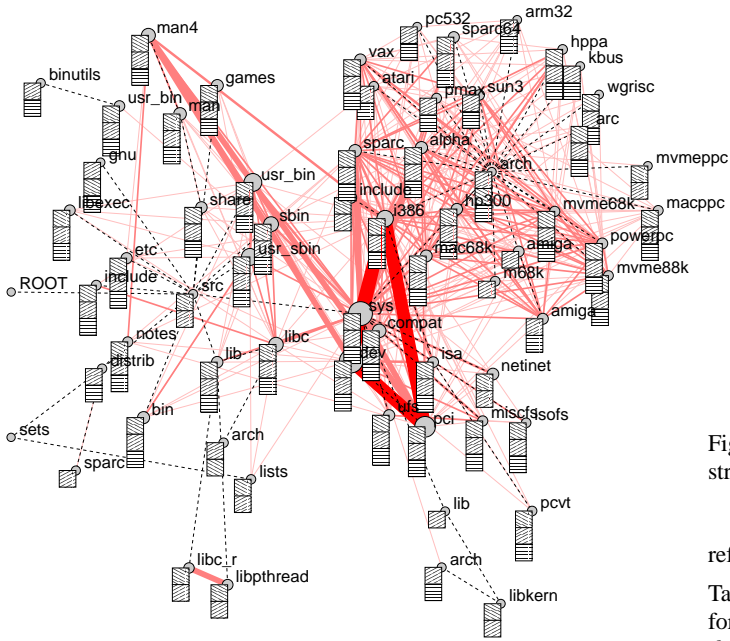 man4
pc532
arm32
sparc64
hppa
vax
kbus
binutils
games
atari
pmax
sun3
wgrisc
usr_bin
man
arc
sparc
alpha
gnu
arch
mvmeppc
usr_bin
include
libexec
share
sbin
i386
hp300
mvme68k
macppc
etc
usr_sbin
mac68k
amiga
powerpc
ROOT
include
src
m68k
mvme88k
sys
compat
amiga
notes
libc
distrib
lib
dev
isa
netinet
bin
ufs
pci
miscfs
isofs
sets
arch
sparc
lists
lib
pcvt
Fig
str
libc_r
arch
ref
libpthread
libkern
Ta
for